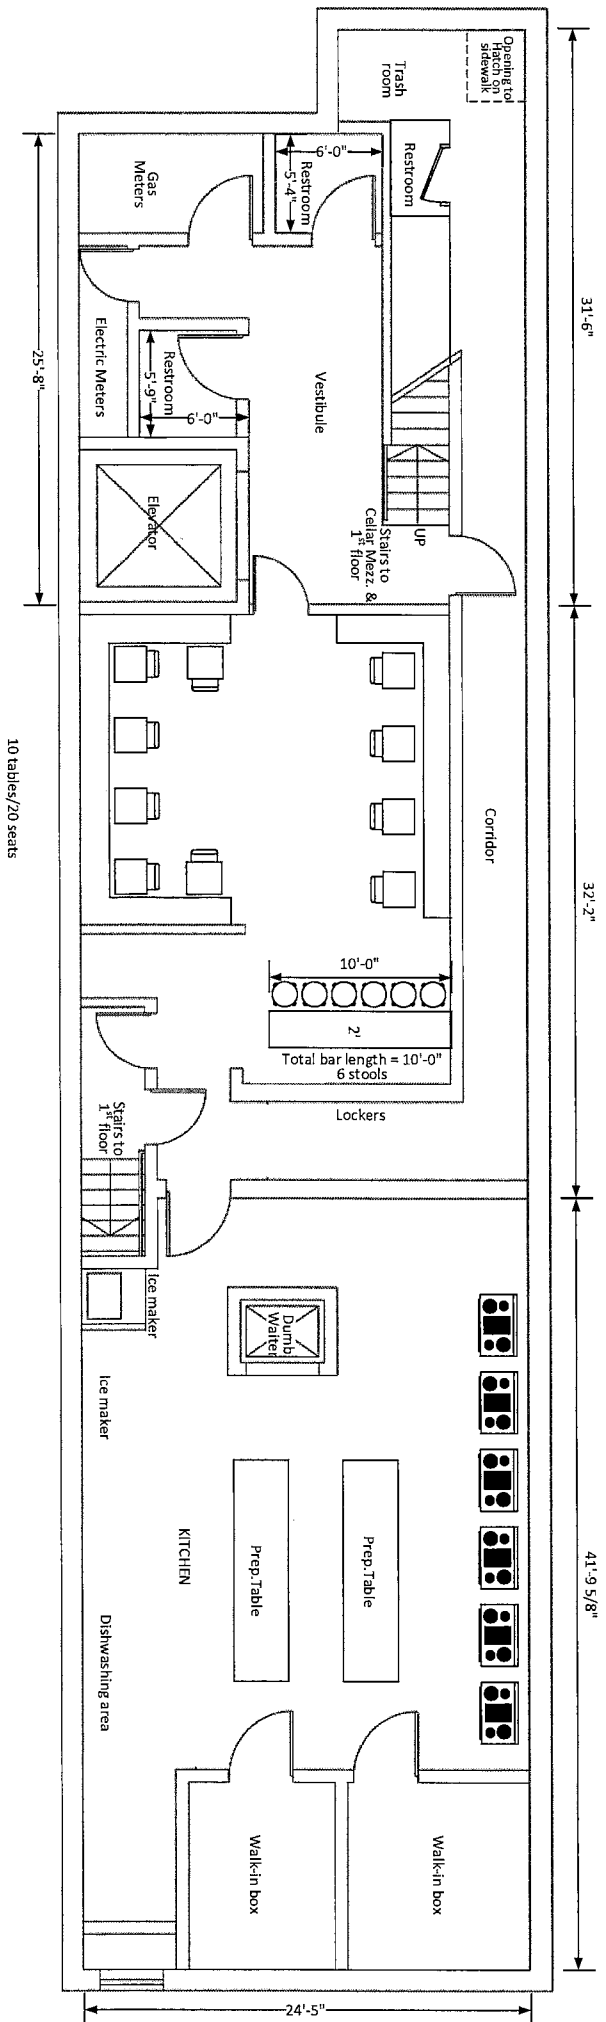 Opening to
Hatch on
sidewalk
Trash
room
Restroom
6'-0"
Restroom
5'-4"
Gas
Meters
31'-6"
25'-8"
Electric Meters
Restroom
5'-9"
6'-0"
Vestibule
Elevator
UP
Stairs to
Cellar Mezz. &
1st floor
10 tables/20 seats
Corridor
32'-2"
10'-0"
2'
Total bar length = 10'-0"
6 stools
Lockers
Stairs to
1st floor
Ice maker
Dumb
Waiter
Ice maker
KITCHEN
Prep.Table
Prep.Table
41'-9 5/8"
Dishwashing area
Walk-in box
Walk-in box
24'-5"